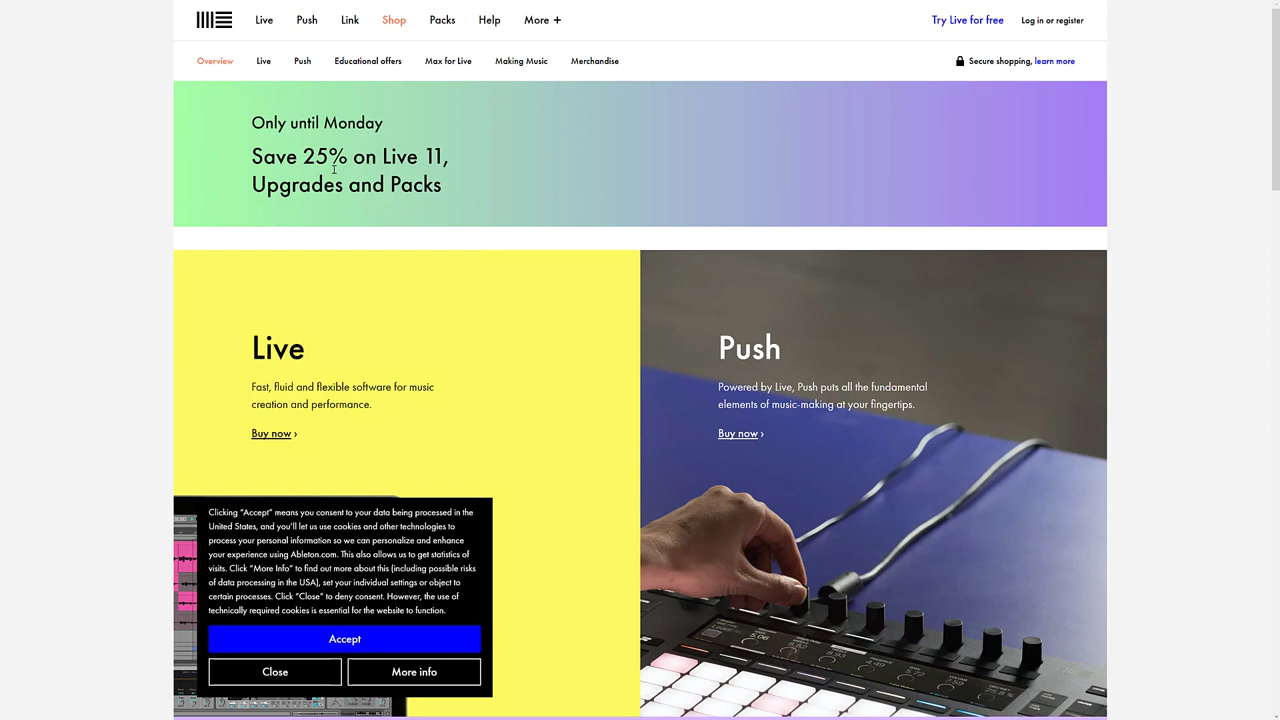 Live Push Link Shop Packs Help More + Try Live for free Log in or register
Overview Live Push Educational offers Max for Live Making Music Merchandise Secure shopping, learn more
Only until Monday
Save 25% on Live 11,
Upgrades and Packs
Live
Fast, fluid and flexible software for music
creation and performance.
Buy now ›
Push
Powered by Live, Push puts all the fundamental
elements of music-making at your fingertips.
Buy now ›
Clicking “Accept” means you consent to your data being processed in the
United States, and you’ll let us use cookies and other technologies to
process your personal information so we can personalize and enhance
your experience using Ableton.com. This also allows us to get statistics of
visits. Click “More Info” to find out more about this (including possible risks
of data processing in the USA), set your individual settings or object to
certain processes. Click “Close” to deny consent. However, the use of
technically required cookies is essential for the website to function.
Accept
Close More info